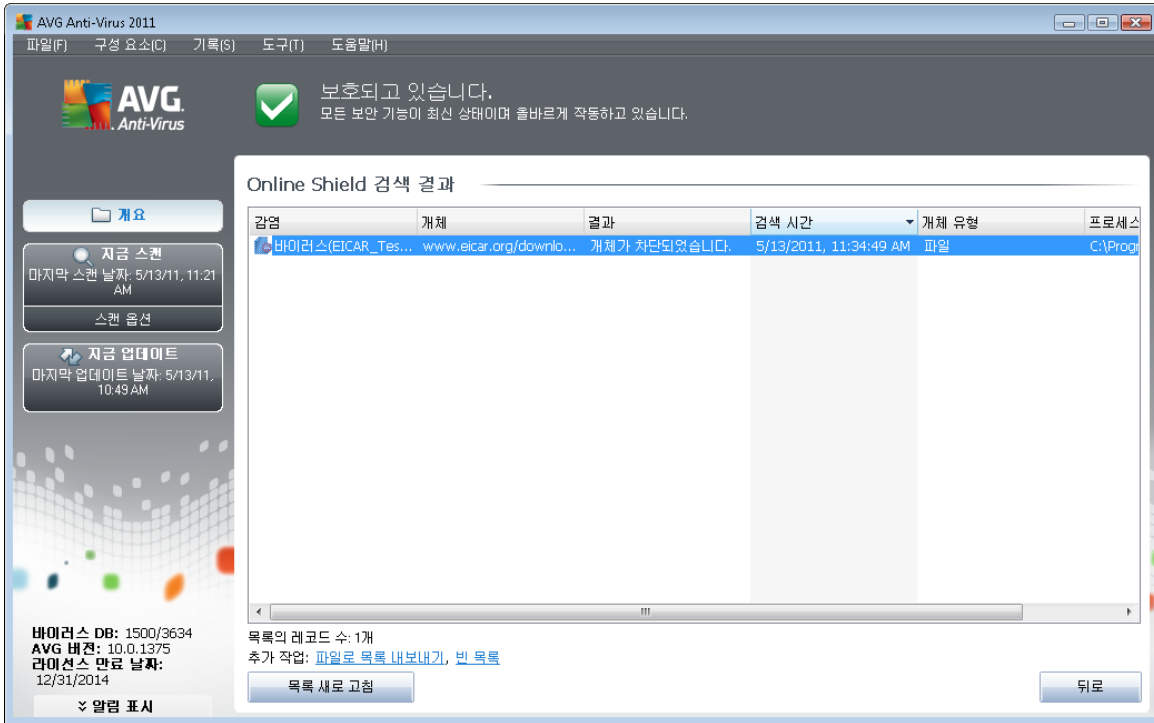 AVG Anti-Virus 2011
파일(F) 구성 요소(C) 기록(S) 도구(T) 도움말(H)
AVG.
Anti-Virus
보호되고 있습니다.
모든 보안 기능이 최신 상태이며 올바르게 작동하고 있습니다.
개요
지금 스캔
마지막 스캔 날짜: 5/13/11, 11:21
AM
스캔 옵션
지금 업데이트
마지막 업데이트 날짜: 5/13/11,
10:49 AM
바이러스 DB: 1500/3634
AVG 버전: 10.0.1375
라이선스 만료 날짜:
12/31/2014
알림 표시
Online Shield 검색 결과
감염 개체 결과 검색 시간 개체 유형 프로세스
바이러스(EICAR_Tes... www.eicar.org/downlo... 개체가 차단되었습니다. 5/13/2011, 11:34:49 AM 파일 C:\Progr
목록의 레코드 수: 1개
추가 작업: 파일로 목록 내보내기, 빈 목록
목록 새로 고침 뒤로